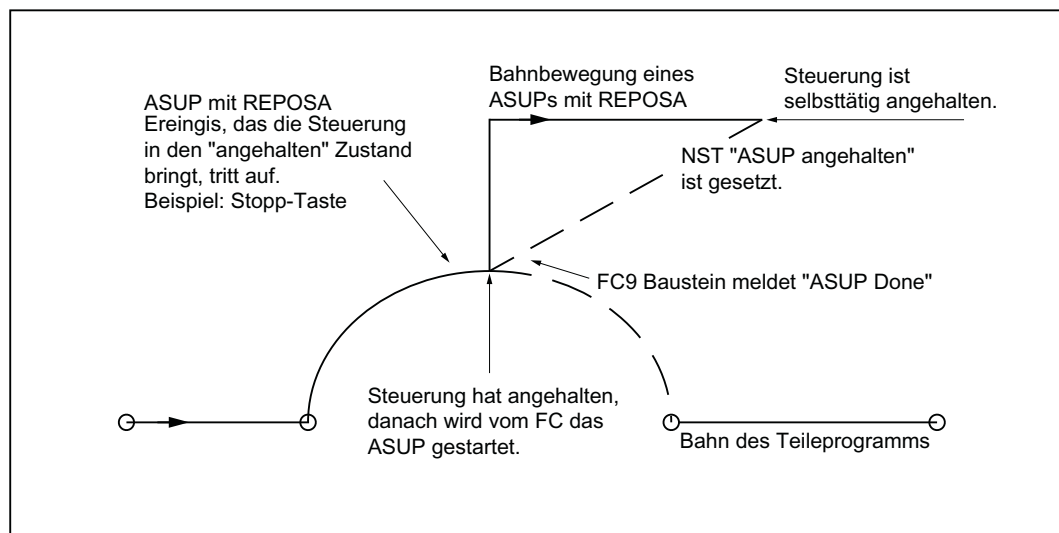 ASUP mit REPOSA
Ereingis, das die Steuerung
in den "angehalten" Zustand
bringt, tritt auf.
Beispiel: Stopp-Taste
Bahnbewegung eines
ASUPs mit REPOSA
Steuerung ist
selbsttätig angehalten.
NST "ASUP angehalten"
ist gesetzt.
FC9 Baustein meldet "ASUP Done"
Steuerung hat angehalten,
danach wird vom FC das
ASUP gestartet.
Bahn des Teileprogramms